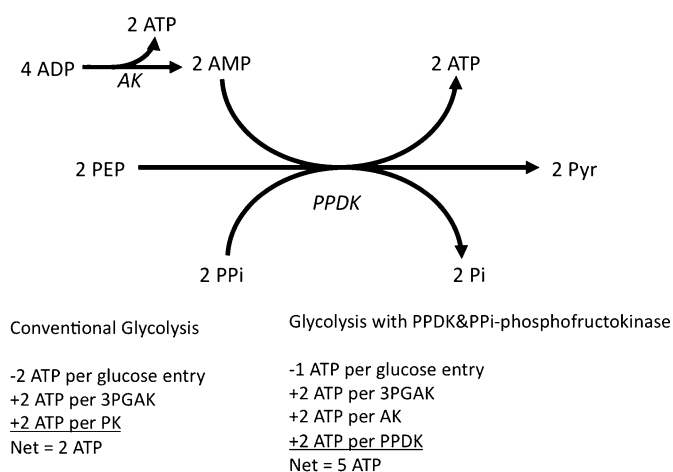 2 ATP
4 ADP
AK
2 AMP
2 ATP
2 PEP
2 Pyr
PPDK
2 PPi
2 Pi
Conventional Glycolysis
-2 ATP per glucose entry
+2 ATP per 3PGAK
+2 ATP per PK
Net = 2 ATP
Glycolysis with PPDK&PPi-phosphofructokinase
-1 ATP per glucose entry
+2 ATP per 3PGAK
+2 ATP per AK
+2 ATP per PPDK
Net = 5 ATP